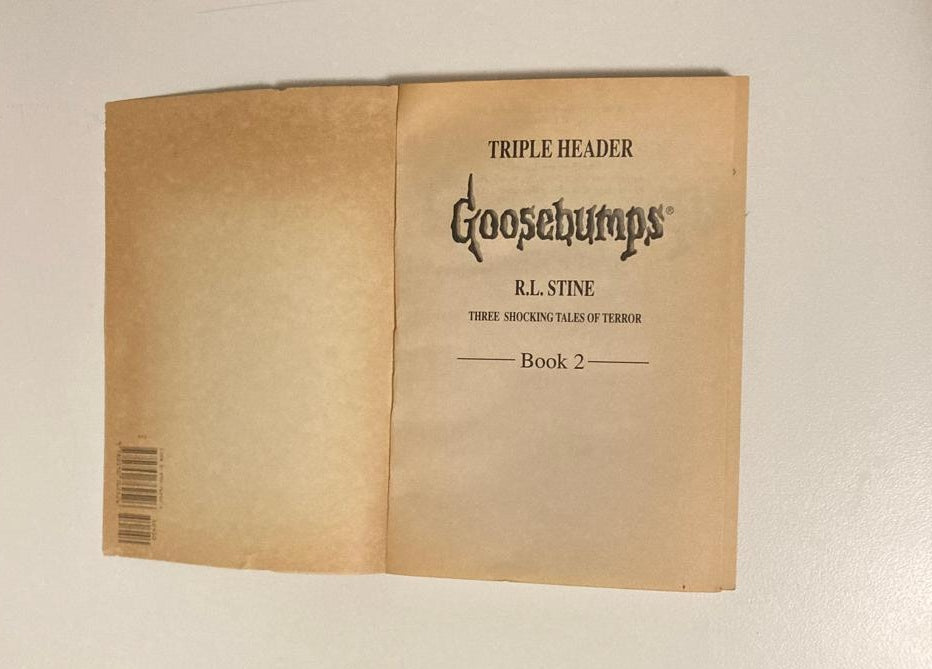 TRIPLE HEADER
Goosebumps®
R.L. STINE
THREE SHOCKING TALES OF TERROR
Book 2